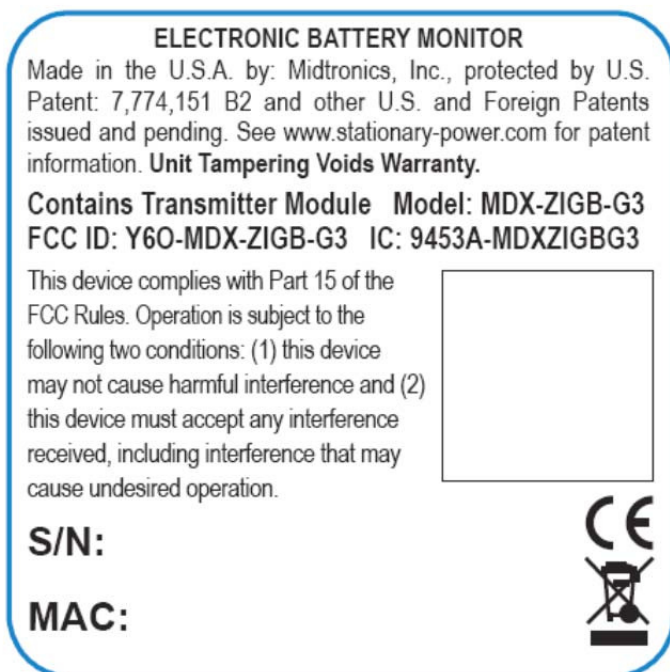 ELECTRONIC BATTERY MONITOR
Made in the U.S.A. by: Midtronics, Inc., protected by U.S.
Patent: 7,774,151 B2 and other U.S. and Foreign Patents
issued and pending. See www.stationary-power.com for patent
information. Unit Tampering Voids Warranty.
Contains Transmitter Module Model: MDX-ZIGB-G3
FCC ID: Y6O-MDX-ZIGB-G3 IC: 9453A-MDXZIGBG3
This device complies with Part 15 of the
FCC Rules. Operation is subject to the
following two conditions: (1) this device
may not cause harmful interference and (2)
this device must accept any interference
received, including interference that may
cause undesired operation.
CE
S/N:
MAC: